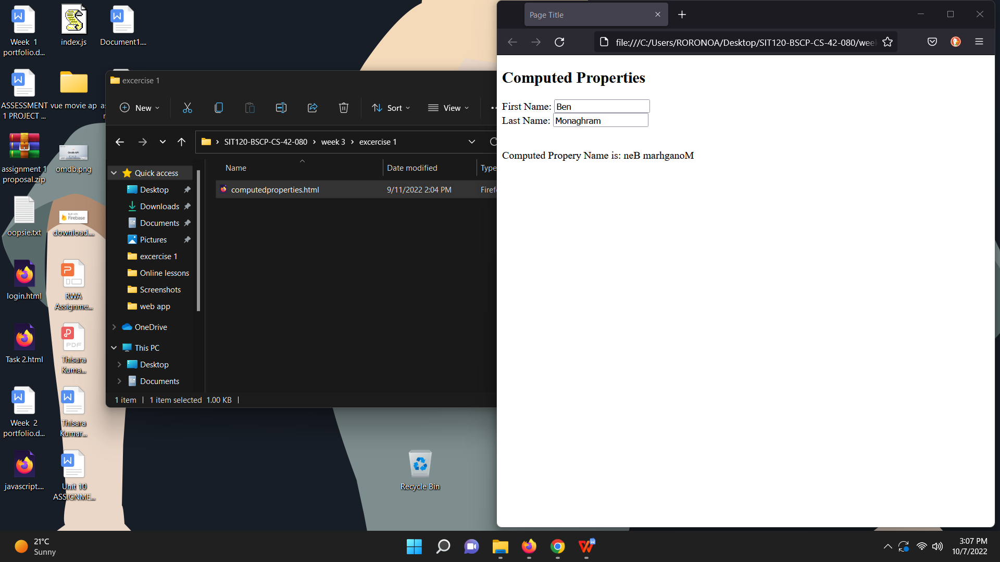 Week 1
portfolio.d...
index.js
Document1....
ASSESSMENT
1 PROJECT ...
vue movie ap
assignment 1
proposal.zip
omdb.png
oopsie.txt
download....
login.html
RWA
Assignme...
Task 2.html
Thisara
Kuma...
Week 2
portfolio.d...
Thisara
Kumar...
javascript....
Unit 10
ASSIGNME...
Recycle Bin
excercise 1
New
Sort
View
SIT120-BSCP-CS-42-080 › week 3 › excercise 1
Name
Date modified
Type
Quick access
computedproperties.html
9/11/2022 2:04 PM
Firef
Desktop
Downloads
Documents
Pictures
excercise 1
Online lessons
Screenshots
web app
OneDrive
This PC
Desktop
Documents
1 item
1 item selected 1.00 KB
Page Title
file:///C:/Users/RORONOA/Desktop/SIT120-BSCP-CS-42-080/wee
Computed Properties
First Name: Ben
Last Name: Monaghram
Computed Propery Name is: neB marhganoM
21°C
Sunny
3:07 PM
10/7/2022